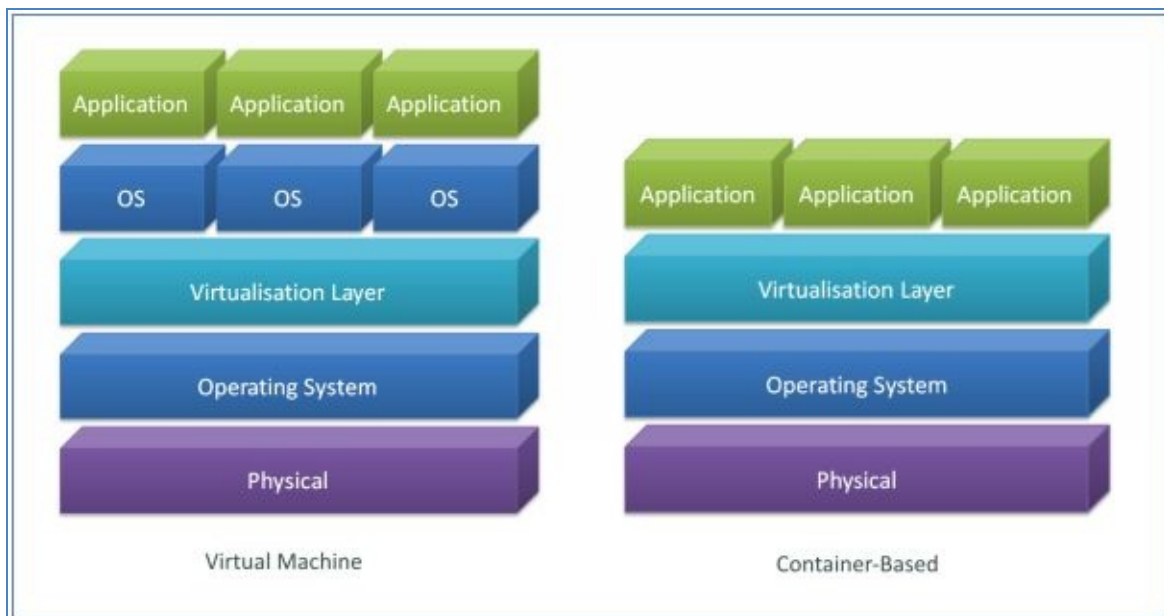 Application Application Application
OS OS OS
Virtualisation Layer
Operating System
Physical
Virtual Machine
Application Application Application
Virtualisation Layer
Operating System
Physical
Container-Based